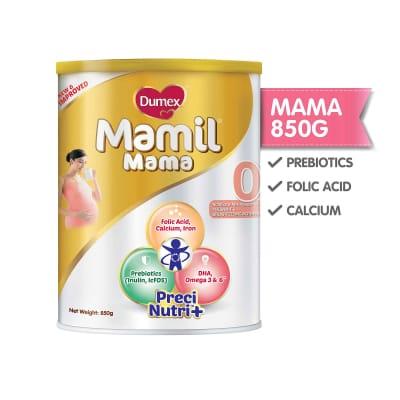 NEW &
IMPROVED
Dumex
Mamil
Mama
0
Folic Acid,
Calcium, Iron
Prebiotics
(Inulin, lcFOS)
DHA,
Omega 3 & 6
Preci
Nutri+
Net Weight: 850g
MAMA
850G
PREBIOTICS
FOLIC ACID
CALCIUM